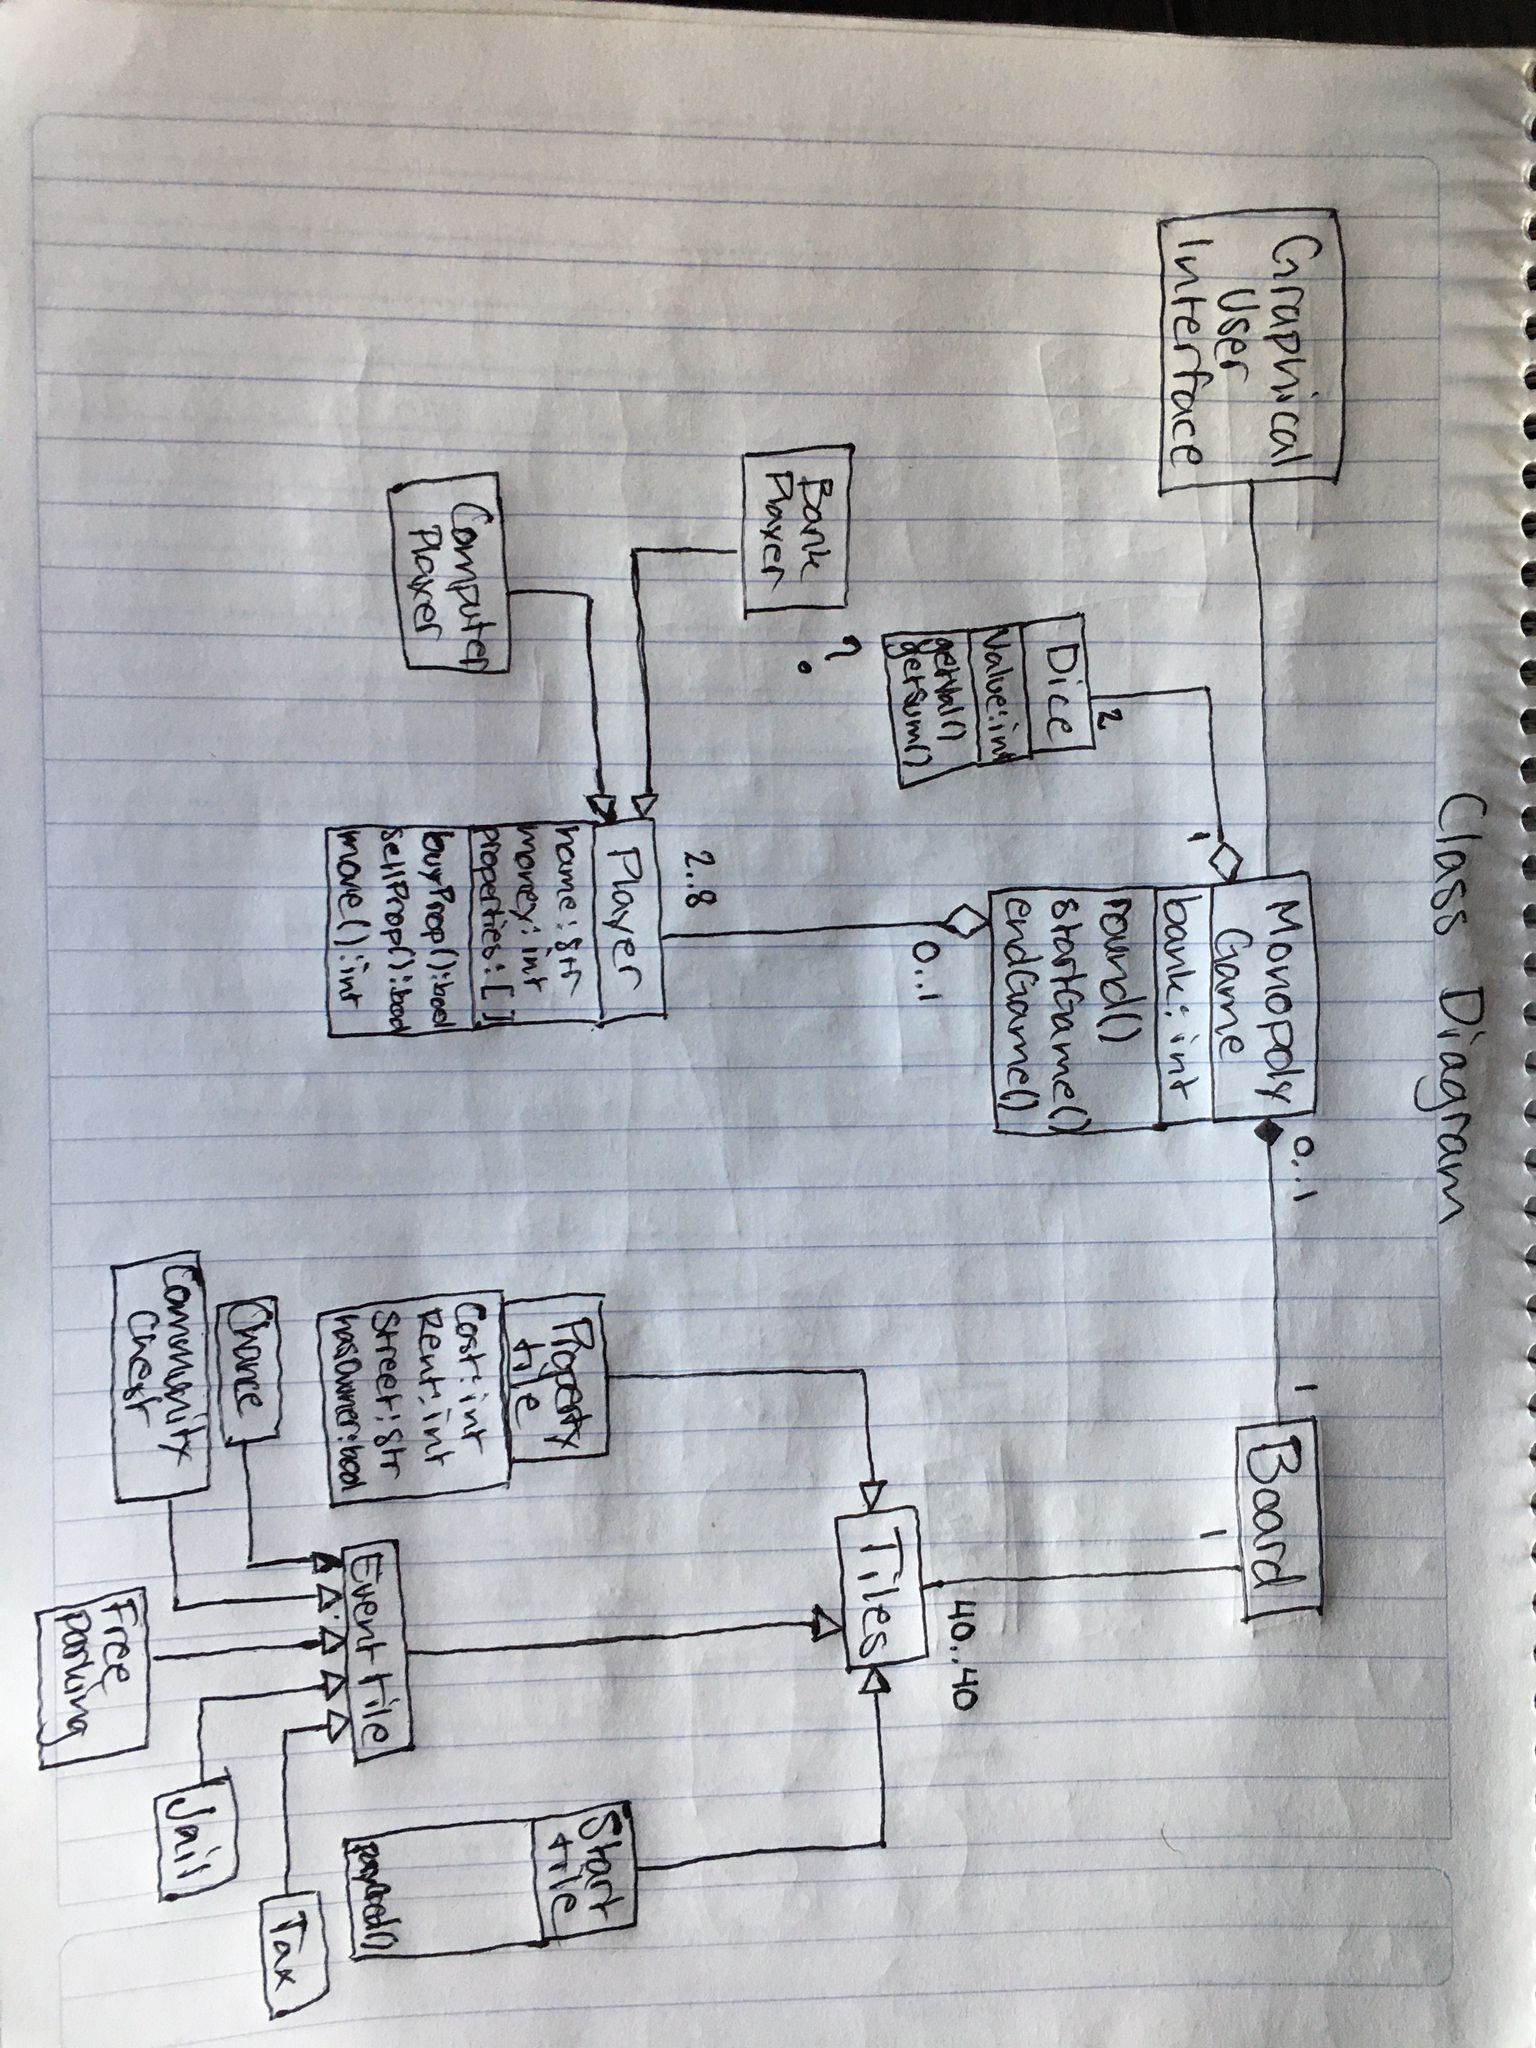 Class Diagram
Graphical
User
Interface
Monopoly
Game
bank: int
round()
startGame()
endGame()
0..1
1
Board
1
40..40
1
2
Dice
Value: int
getVal()
getSum()
0..1
2..8
Bank
Player
?
Computer
Player
Player
name: str
money: int
properties: []
buyProp(): bool
sellProp(): bool
move(): int
Tiles
Property
tile
Cost: int
Rent: int
Street: str
hasOwner: bool
Event tile
Start
tile
Chance
Community
Chest
Free
Parking
Jail
Tax